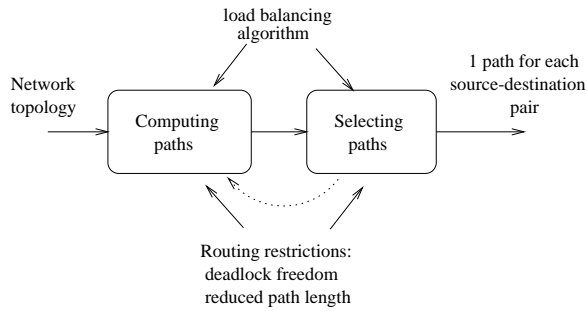 load balancing
algorithm
Network
topology
Computing
paths
Selecting
paths
1 path for each
source-destination
pair
Routing restrictions:
deadlock freedom
reduced path length